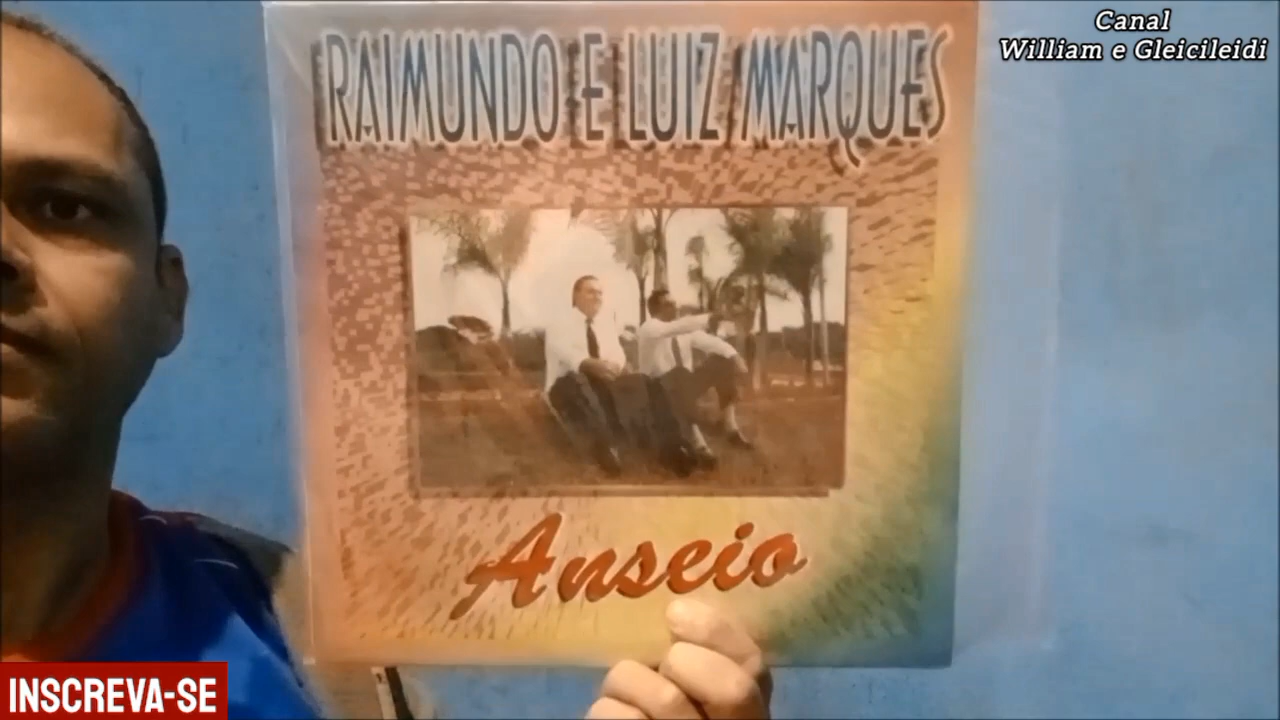 Canal
William e Gleicileidi
RAIMUNDO E LUIZ MARQUES
Anseio
INSCREVA-SE